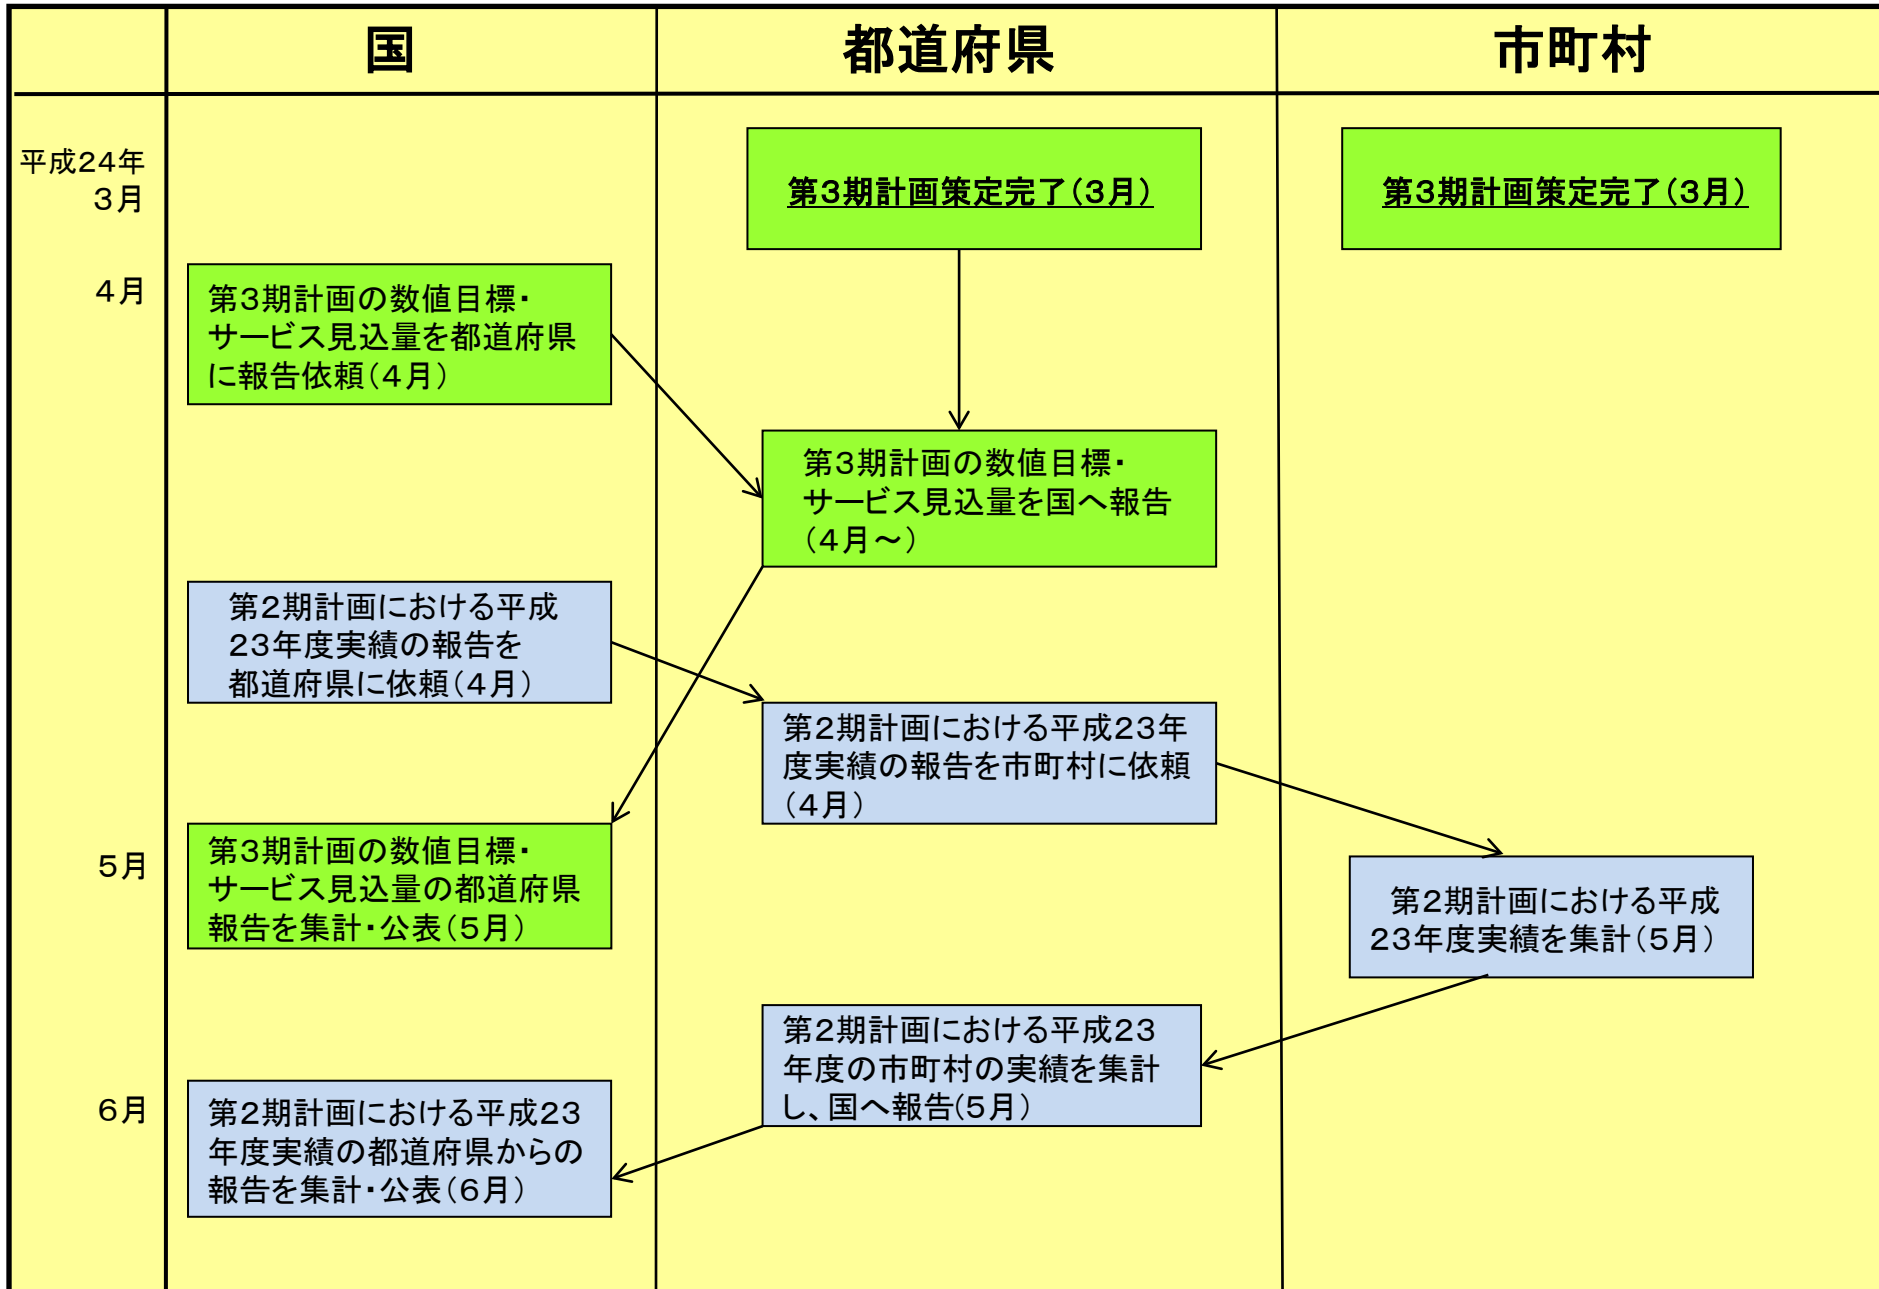 国
都道府県
市町村
平成24年
3月
第3期計画策定完了(3月)
第3期計画策定完了(3月)
4月
第3期計画の数値目標・
サービス見込量を都道府県
に報告依頼(4月)
第3期計画の数値目標・
サービス見込量を国へ報告
(4月~)
第2期計画における平成
23年度実績の報告を
都道府県に依頼(4月)
第2期計画における平成23年
度実績の報告を市町村に依頼
(4月)
5月
第3期計画の数値目標・
サービス見込量の都道府県
報告を集計・公表(5月)
第2期計画における平成
23年度実績を集計(5月)
第2期計画における平成23
年度の市町村の実績を集計
し、国へ報告(5月)
6月
第2期計画における平成23
年度実績の都道府県からの
報告を集計・公表(6月)